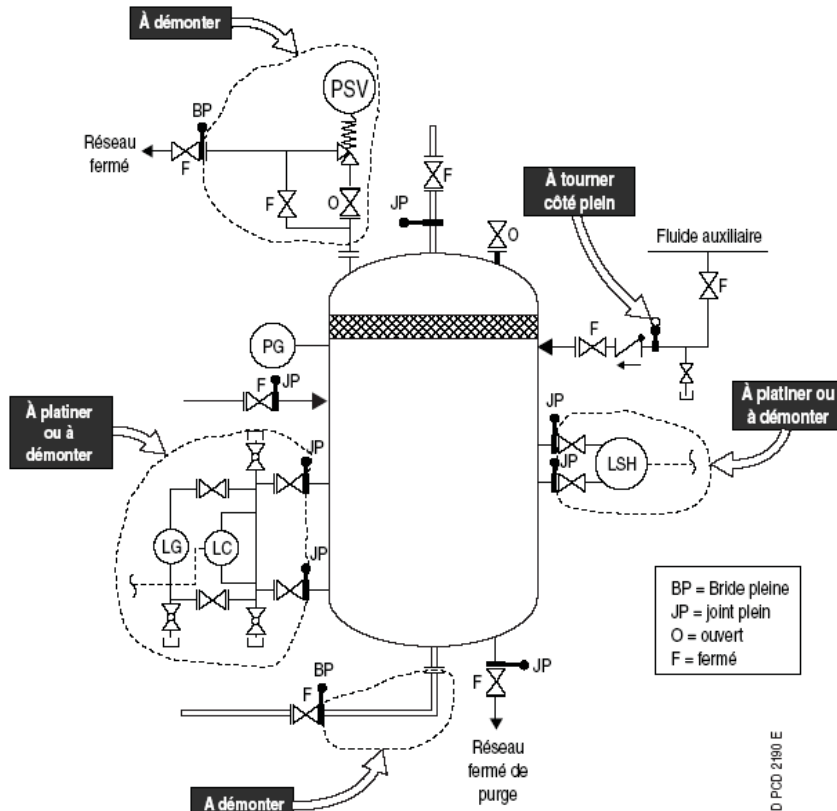 À démonter
PSV
BP
Réseau
fermé
F
F
O
F
JP
O
À tourner
côté plein
Fluide auxiliaire
F
PG
F
F
JP
À platiner
ou à
démonter
JP
JP
À platiner ou
à démonter
LSH
JP
LG
LC
JP
BP = Bride pleine
JP = joint plein
O = ouvert
F = fermé
BP
F
F
JP
Réseau
fermé de
purge
A démonter
D PCD 2190 E